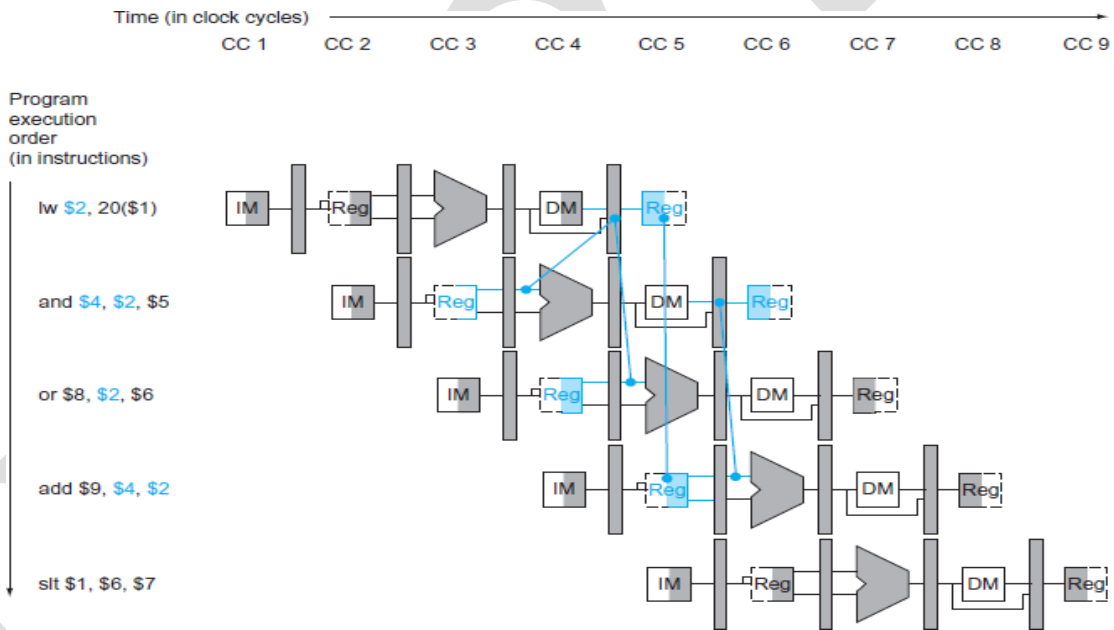 Time (in clock cycles)
CC 1 CC 2 CC 3 CC 4 CC 5 CC 6 CC 7 CC 8 CC 9
Program
execution
order
(in instructions)
lw $2, 20($1) IM Reg DM Reg
and $4, $2, $5 IM Reg DM Reg
or $8, $2, $6 IM Reg DM Reg
add $9, $4, $2 IM Reg DM Reg
slt $1, $6, $7 IM Reg DM Reg